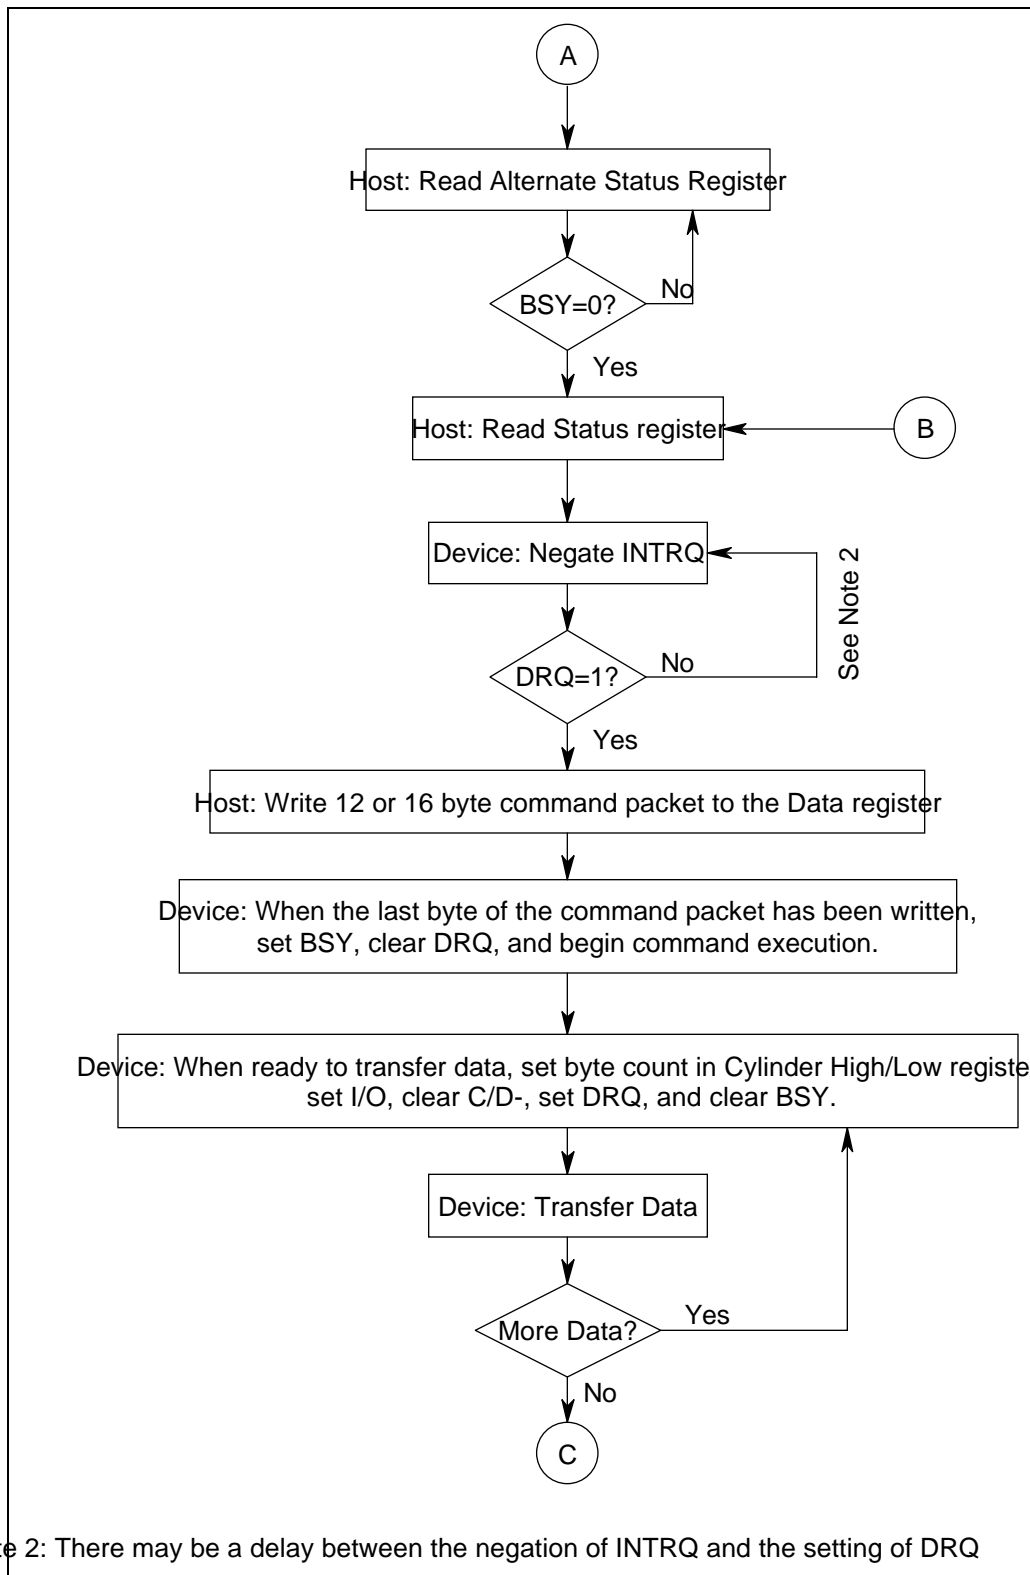 A
Host: Read Alternate Status Register
BSY=0?
No
Yes
Host: Read Status register
B
Device: Negate INTRQ
See Note 2
DRQ=1?
No
Yes
Host: Write 12 or 16 byte command packet to the Data register
Device: When the last byte of the command packet has been written,
set BSY, clear DRQ, and begin command execution.
Device: When ready to transfer data, set byte count in Cylinder High/Low registe
set I/O, clear C/D-, set DRQ, and clear BSY.
Device: Transfer Data
More Data?
Yes
No
C
e 2: There may be a delay between the negation of INTRQ and the setting of DRQ